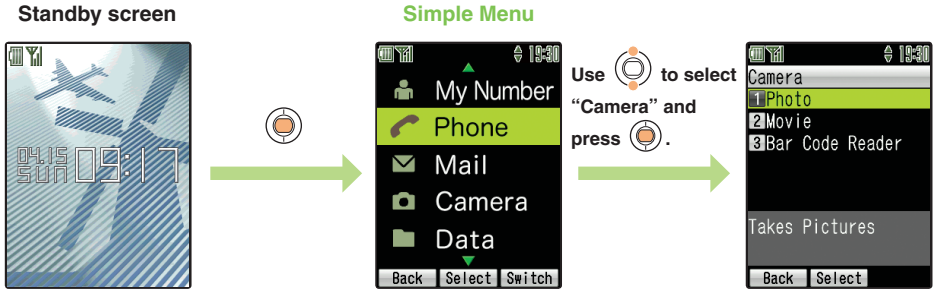 Standby screen
04.15
SUN 09:17
Simple Menu
19:30
My Number
Phone
Mail
Camera
Data
Back Select Switch
Use to select
“Camera” and
press .
19:30
Camera
1 Photo
2 Movie
3 Bar Code Reader
Takes Pictures
Back Select